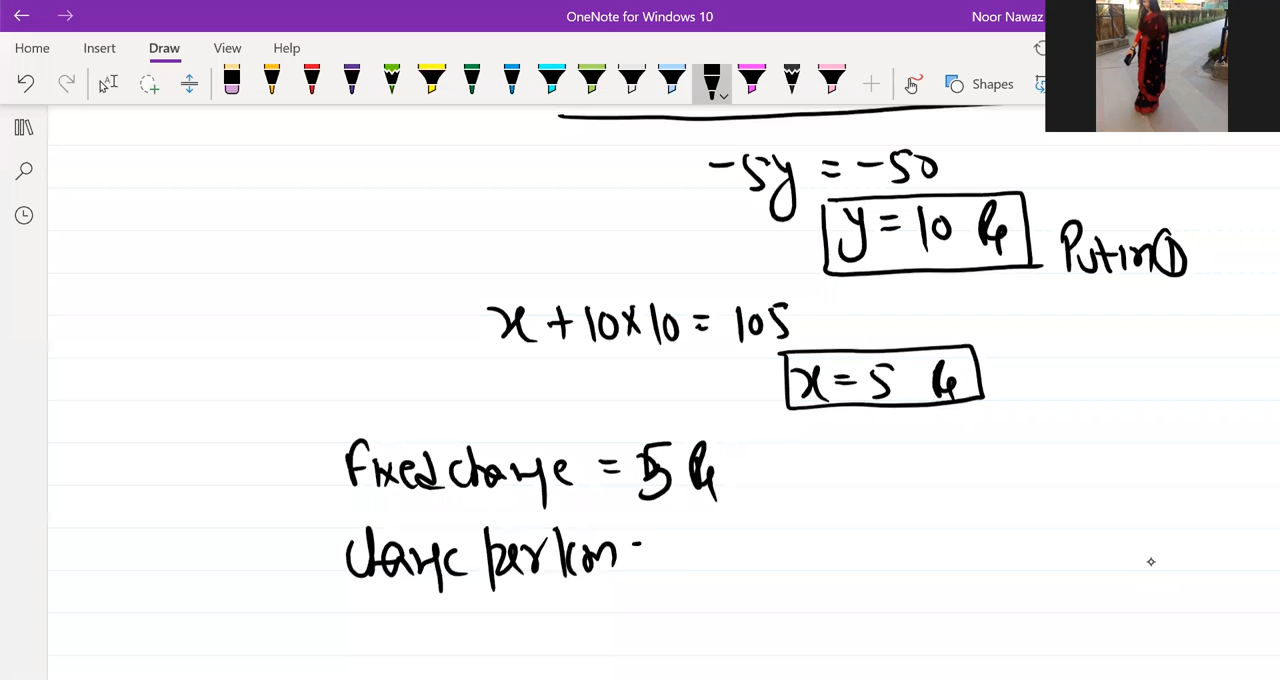 OneNote for Windows 10
Noor Nawaz
Home Insert Draw View Help
Shapes
-5y = -50
y = 10 Rs
Put in ①
x + 10 × 10 = 105
x = 5 Rs
Fixed charge = 5 Rs
charge per km -